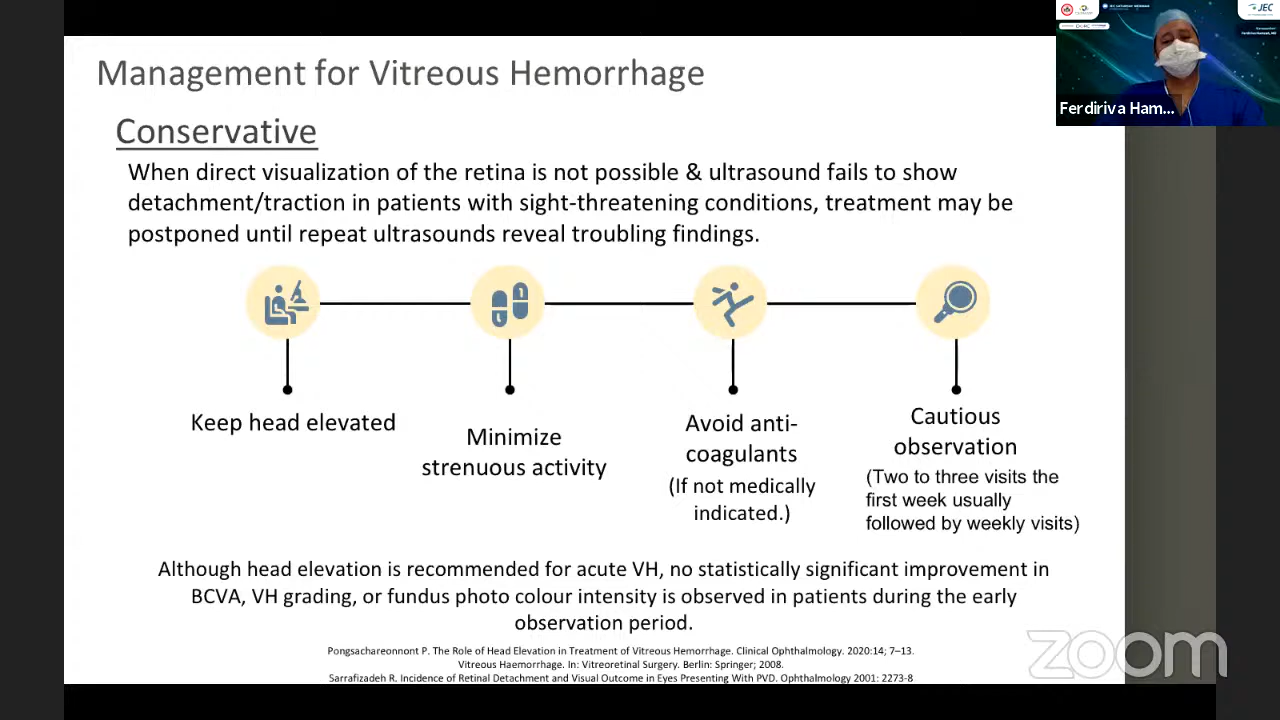 Management for Vitreous Hemorrhage
Conservative
When direct visualization of the retina is not possible & ultrasound fails to show
detachment/traction in patients with sight-threatening conditions, treatment may be
postponed until repeat ultrasounds reveal troubling findings.
Keep head elevated
Minimize
strenuous activity
Avoid anti-
coagulants
(If not medically
indicated.)
Cautious
observation
(Two to three visits the
first week usually
followed by weekly visits)
Although head elevation is recommended for acute VH, no statistically significant improvement in
BCVA, VH grading, or fundus photo colour intensity is observed in patients during the early
observation period.
Pongsachareonnont P. The Role of Head Elevation in Treatment of Vitreous Hemorrhage. Clinical Ophthalmology. 2020:14; 7–13.
Vitreous Haemorrhage. In: Vitreoretinal Surgery. Berlin: Springer; 2008.
Sarrafizadeh R. Incidence of Retinal Detachment and Visual Outcome in Eyes Presenting With PVD. Ophthalmology 2001: 2273-8
JEC
Ferdiriva Ham...
zoom